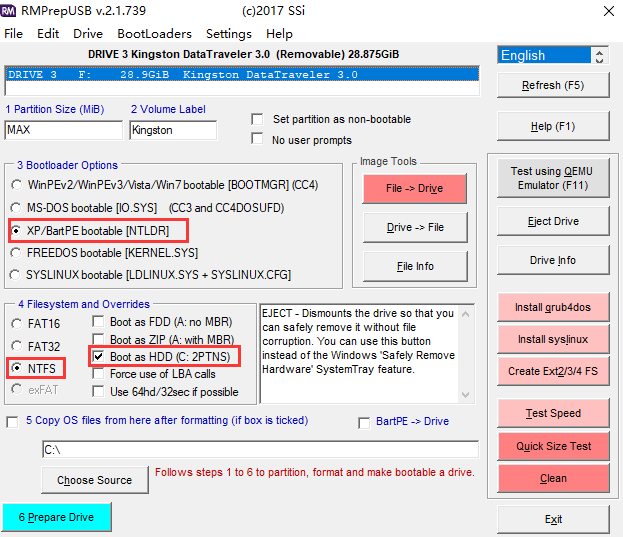 RM RMPrepUSB v.2.1.739 (c)2017 SSi
File Edit Drive BootLoaders Settings Help
DRIVE 3 Kingston DataTraveler 3.0 (Removable) 28.875GiB
DRIVE 3 F: 28.9GiB Kingston DataTraveler 3.0
English
Refresh (F5)
1 Partition Size (MiB) 2 Volume Label
MAX Kingston
Set partition as non-bootable
No user prompts
Help (F1)
3 Bootloader Options
WinPEv2/WinPEv3/Vista/Win7 bootable [BOOTMGR] (CC4)
MS-DOS bootable [IO.SYS] (CC3 and CC4DOSUFD)
XP/BartPE bootable [NTLDR]
FREEDOS bootable [KERNEL.SYS]
SYSLINUX bootable [LDLINUX.SYS + SYSLINUX.CFG]
Image Tools
File -> Drive
Drive -> File
File Info
Test using QEMU
Emulator (F11)
Eject Drive
Drive Info
4 Filesystem and Overrides
FAT16
FAT32
NTFS
exFAT
Boot as FDD (A: no MBR)
Boot as ZIP (A: with MBR)
Boot as HDD (C: 2PTNS)
Force use of LBA calls
Use 64hd/32sec if possible
EJECT - Dismounts the drive so that you
can safely remove it without file
corruption. You can use this button
instead of the Windows 'Safely Remove
Hardware' SystemTray feature.
Install grub4dos
Install syslinux
Create Ext2/3/4 FS
5 Copy OS files from here after formatting (if box is ticked)
BartPE -> Drive
Test Speed
C:\
Quick Size Test
Choose Source
Follows steps 1 to 6 to partition, format and make bootable a drive.
Clean
6 Prepare Drive
Exit